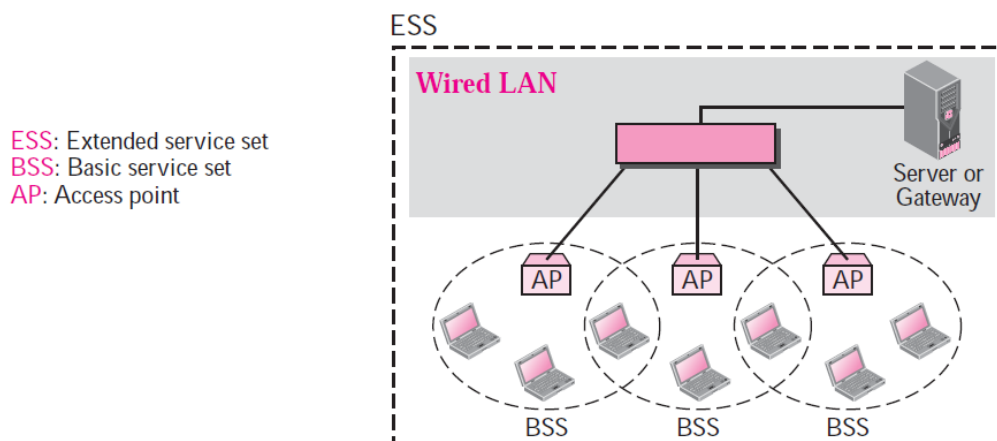 ESS
Wired LAN
ESS: Extended service set
BSS: Basic service set
AP: Access point
Server or
Gateway
AP
AP
AP
BSS
BSS
BSS